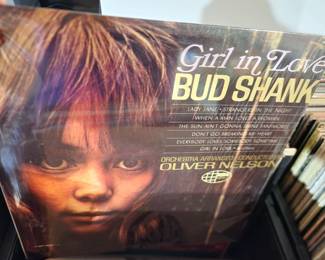 Girl in Love
BUD SHANK
LADY JANE • STRANGERS IN THE NIGHT
WHEN A MAN LOVES A WOMAN
THE SUN AIN'T GONNA SHINE ANYMORE
DON'T GO BREAKING MY HEART
EVERYBODY LOVES SOMEBODY SOMETIME
GIRL IN LOVE •
ORCHESTRA ARRANGED CONDUCTED
OLIVER NELSON